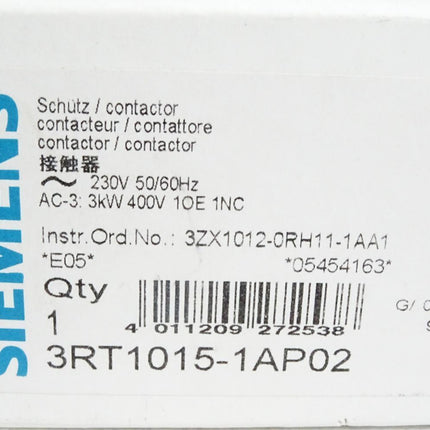 SIEMENS
Schütz / contactor
contacteur / contattore
contactor / contactor
接触器
～ 230V 50/60Hz
AC-3: 3kW 400V 1OE 1NC
Instr.Ord.No.: 3ZX1012-0RH11-1AA1
*E05* *05454163*
Qty
1
4 011209 272538
G/
3RT1015-1AP02